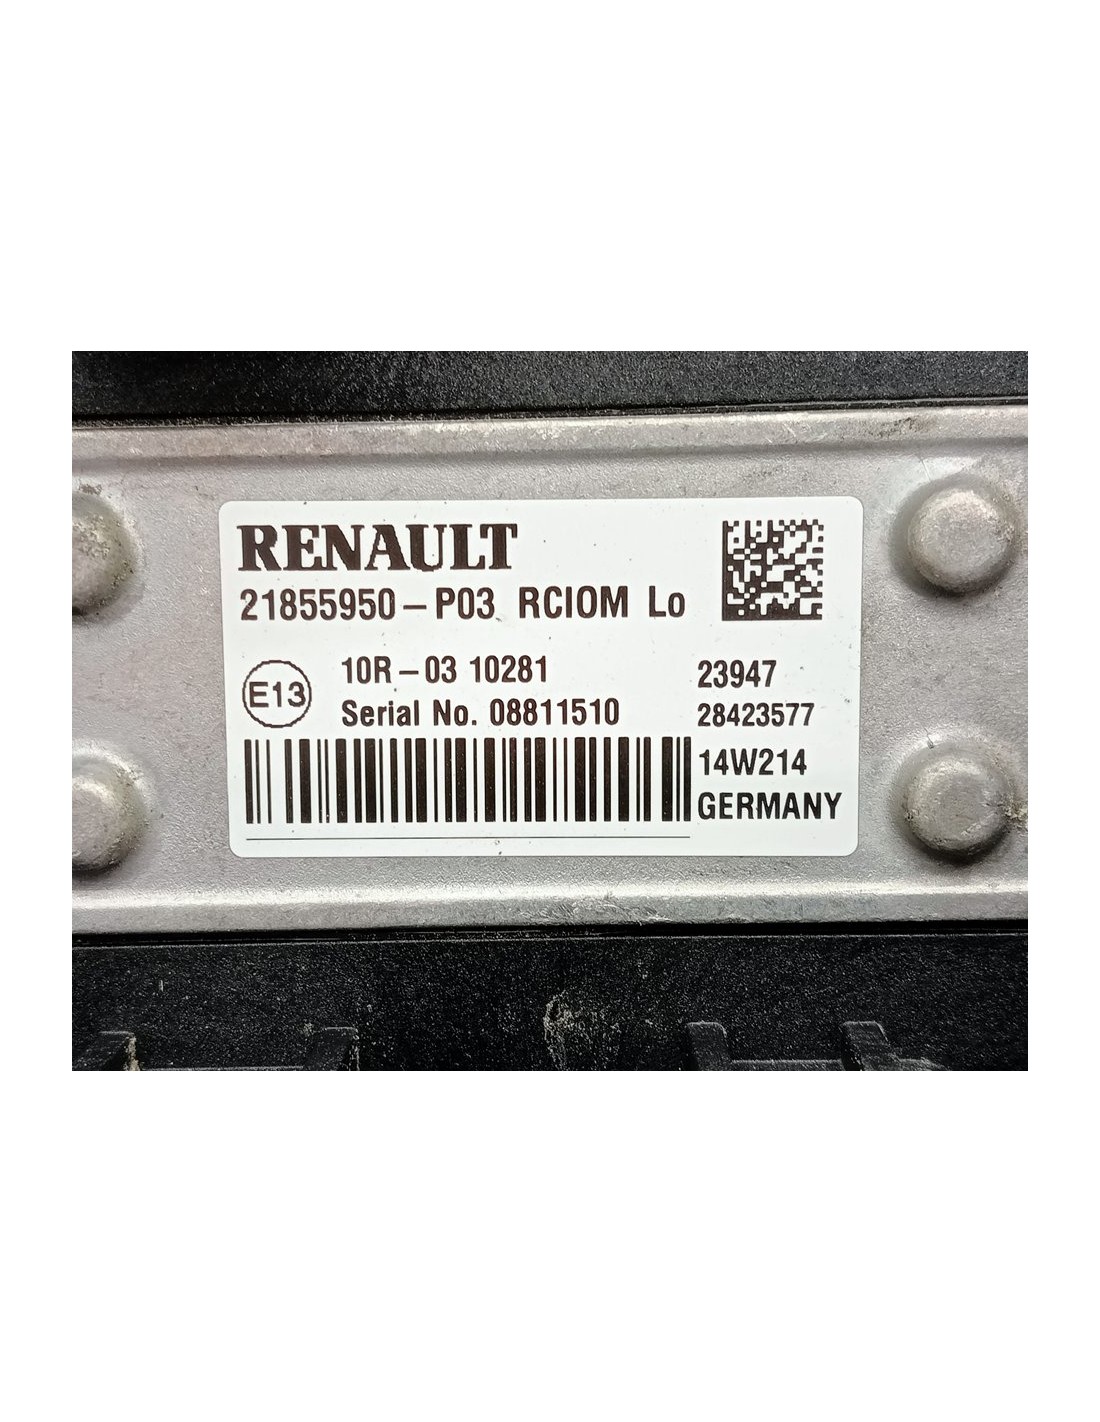 RENAULT
21855950-P03 RCIOM Lo
E13
10R-03 10281
Serial No. 08811510
23947
28423577
14W214
GERMANY